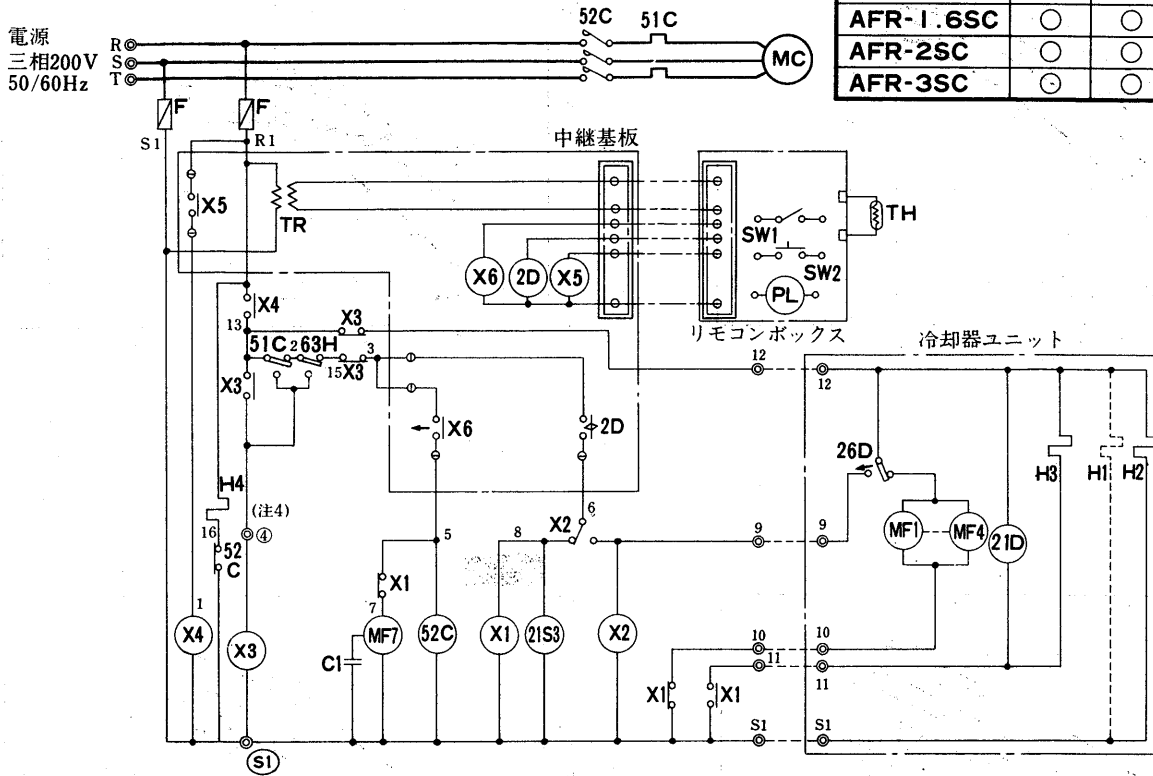 電源
三相200V
50/60Hz
R
S
T
52C
51C
MC
AFR-1.6SC ○ ○
AFR-2SC ○ ○
AFR-3SC ○ ○
F
F
S1
R1
中継基板
X5
TR
X6
2D
X5
SW1
SW2
PL
TH
リモコンボックス
冷却器ユニット
X4
13
X3
51C
2
63H
15
X3
3
X3
12
12
X6
2D
26D
H3
H1
H2
H4
(注4)
④
16
52
C
5
X2
6
8
9
9
MF1
MF4
21D
1
X1
7
X4
X3
MF7
52C
X1
21S3
X2
C1
10
10
11
11
X1
X1
S1
S1
S1